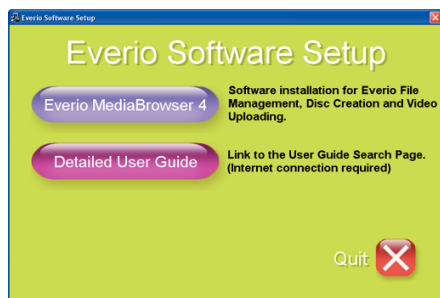 Everio Software Setup
Everio Software Setup
Everio MediaBrowser 4
Software installation for Everio File
Management, Disc Creation and Video
Uploading.
Detailed User Guide
Link to the User Guide Search Page.
(Internet connection required)
Quit